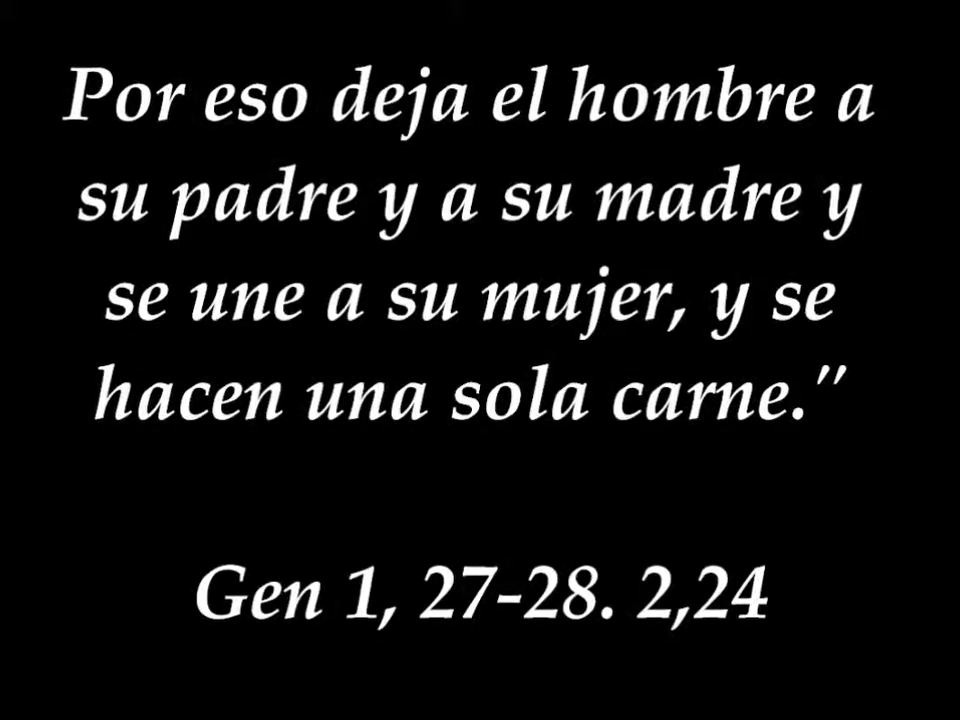 Por eso deja el hombre a
su padre y a su madre y
se une a su mujer, y se
hacen una sola carne."
Gen 1, 27-28. 2,24